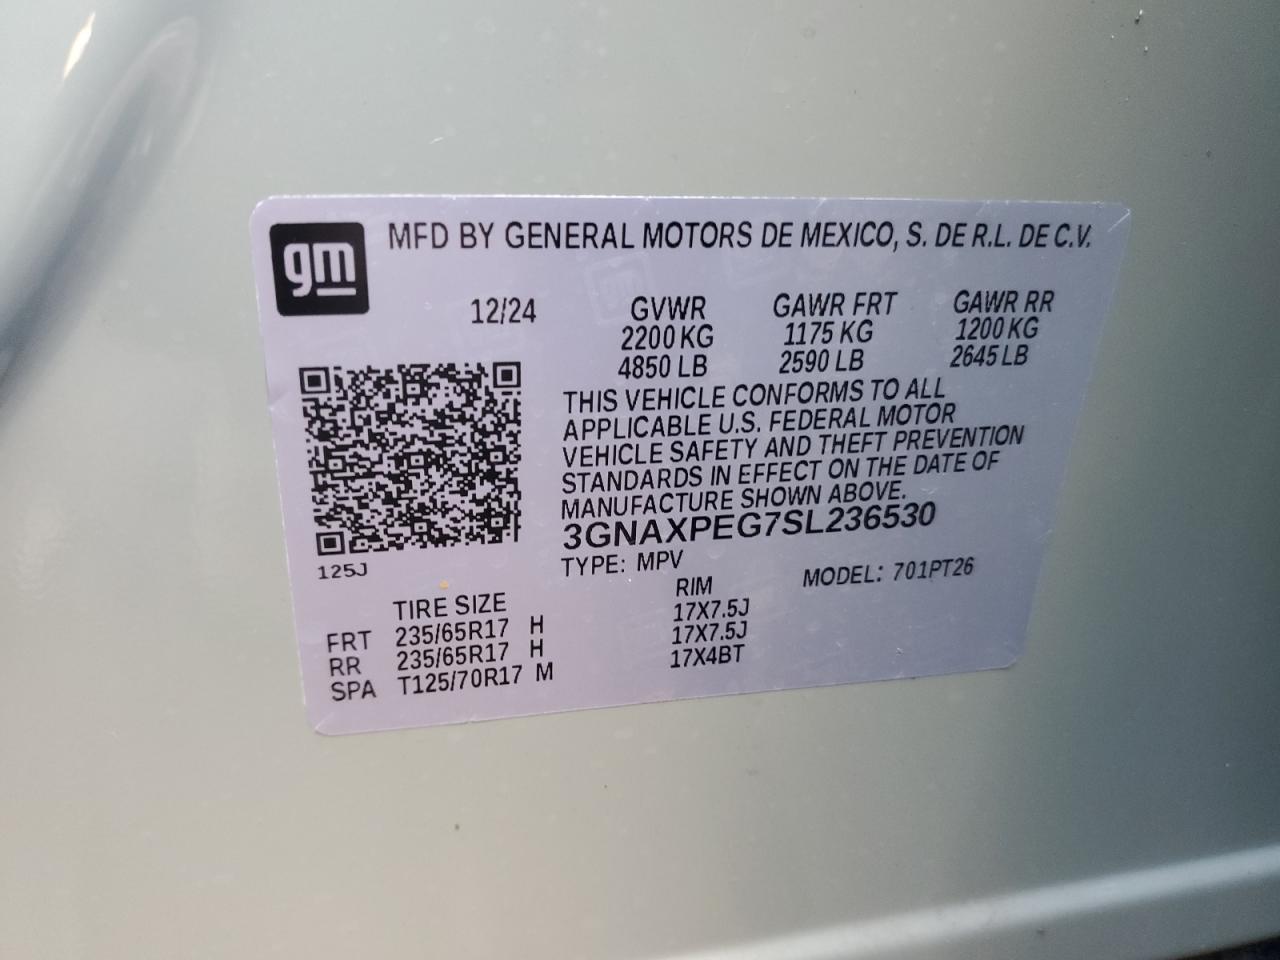 gm
MFD BY GENERAL MOTORS DE MEXICO, S. DE R.L. DE C.V.
12/24 GVWR GAWR FRT GAWR RR
2200 KG 1175 KG 1200 KG
4850 LB 2590 LB 2645 LB
THIS VEHICLE CONFORMS TO ALL
APPLICABLE U.S. FEDERAL MOTOR
VEHICLE SAFETY AND THEFT PREVENTION
STANDARDS IN EFFECT ON THE DATE OF
MANUFACTURE SHOWN ABOVE.
3GNAXPEG7SL236530
125J
TYPE: MPV MODEL: 701PT26
TIRE SIZE RIM
FRT 235/65R17 H 17X7.5J
RR 235/65R17 H 17X7.5J
SPA T125/70R17 M 17X4BT